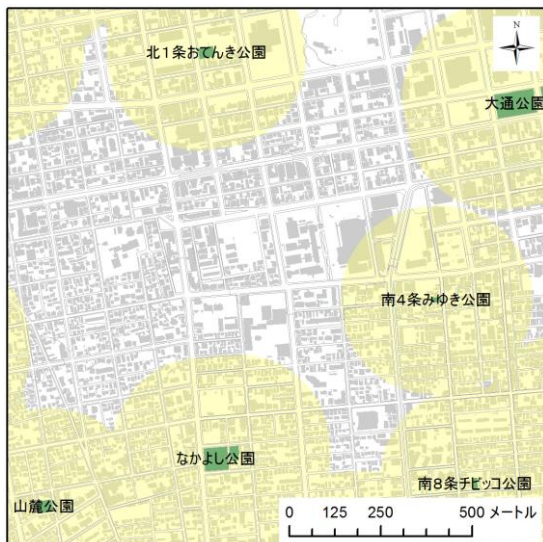 N
北1条おてんき公園
大通公園
南4条みゆき公園
なかよし公園
山麓公園
南8条チビッコ公園
0 125 250 500 メートル